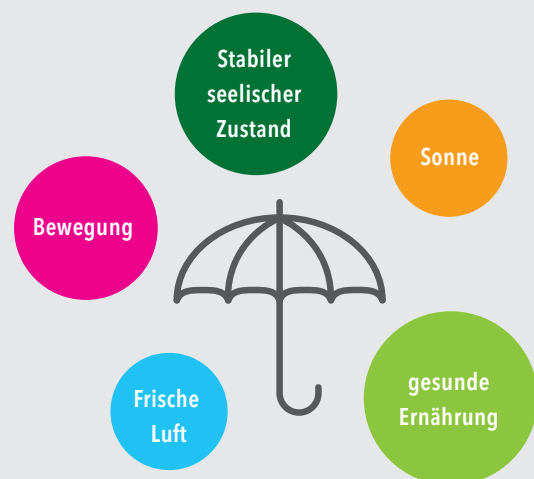 Stabiler
seelischer
Zustand
Sonne
Bewegung
gesunde
Ernährung
Frische
Luft